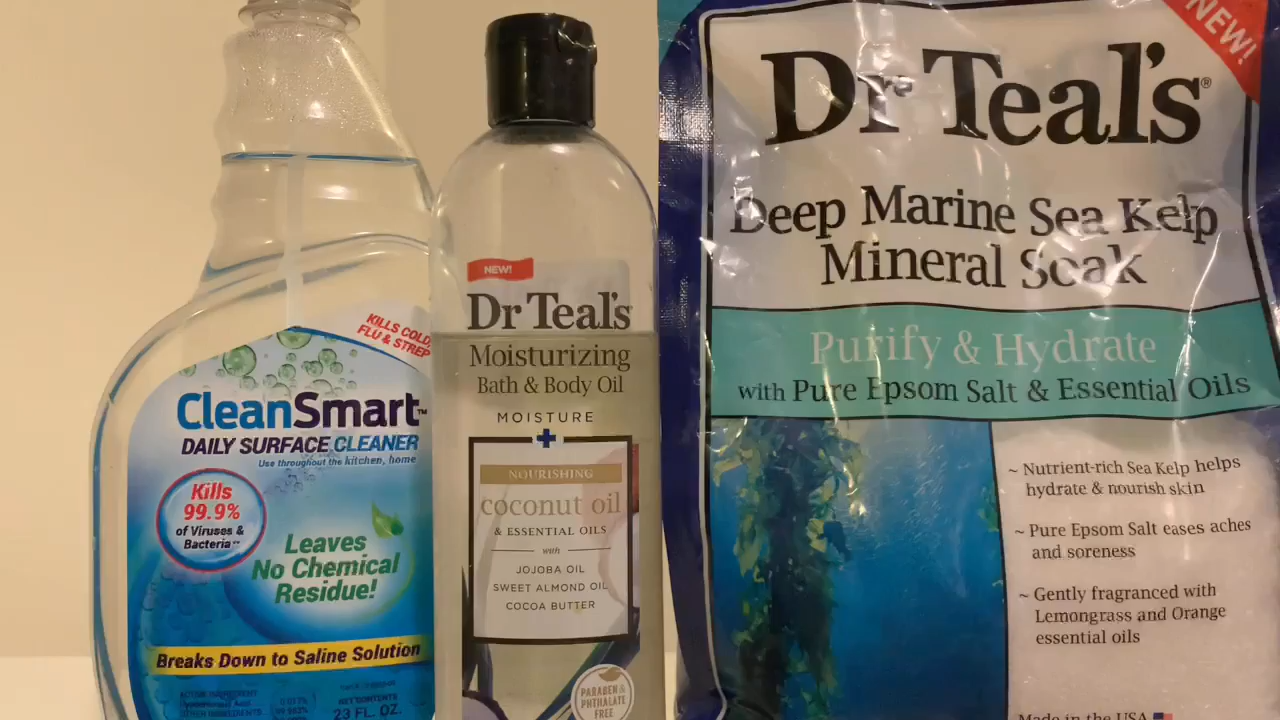 KILLS COLD,
FLU & STREP
CleanSmart™
DAILY SURFACE CLEANER
Use throughout the kitchen, home
Kills
99.9%
of Viruses &
Bacteria**
Leaves
No Chemical
Residue!
Breaks Down to Saline Solution
ACTIVE INGREDIENT
NET CONTENTS
23 FL. OZ.
NEW!
Dr Teal's
Moisturizing
Bath & Body Oil
MOISTURE
+
NOURISHING
coconut oil
& ESSENTIAL OILS
with
JOJOBA OIL
SWEET ALMOND OIL
COCOA BUTTER
PARABEN &
PHTHALATE
FREE
NEW!
Dr Teal's®
Deep Marine Sea Kelp
Mineral Soak
Purify & Hydrate
with Pure Epsom Salt & Essential Oils
~ Nutrient-rich Sea Kelp helps
hydrate & nourish skin
~ Pure Epsom Salt eases aches
and soreness
~ Gently fragranced with
Lemongrass and Orange
essential oils
Made in the USA